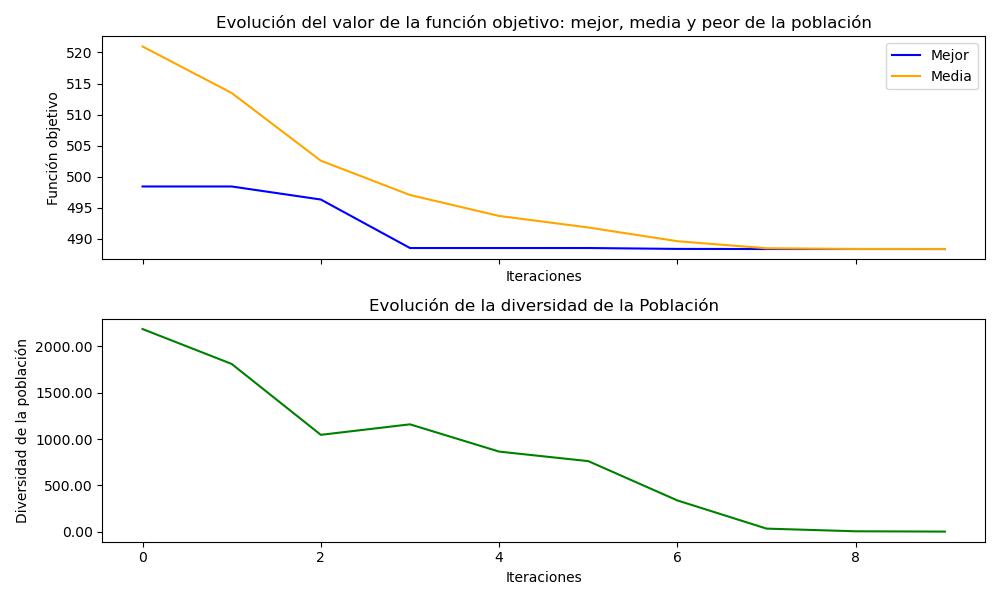 Evolución del valor de la función objetivo: mejor, media y peor de la población
Función objetivo
520
515
510
505
500
495
490
Mejor
Media
Iteraciones
Evolución de la diversidad de la Población
Diversidad de la población
2000.00
1500.00
1000.00
500.00
0.00
0 2 4 6 8
Iteraciones